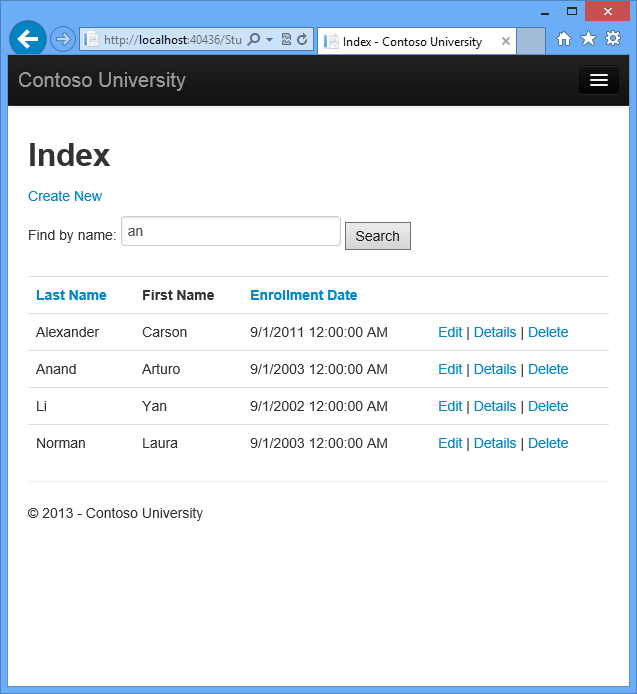 http://localhost:40436/Stu
Index - Contoso University
Contoso University
Index
Create New
Find by name: an Search
Last Name First Name Enrollment Date
Alexander Carson 9/1/2011 12:00:00 AM Edit | Details | Delete
Anand Arturo 9/1/2003 12:00:00 AM Edit | Details | Delete
Li Yan 9/1/2002 12:00:00 AM Edit | Details | Delete
Norman Laura 9/1/2003 12:00:00 AM Edit | Details | Delete
© 2013 - Contoso University